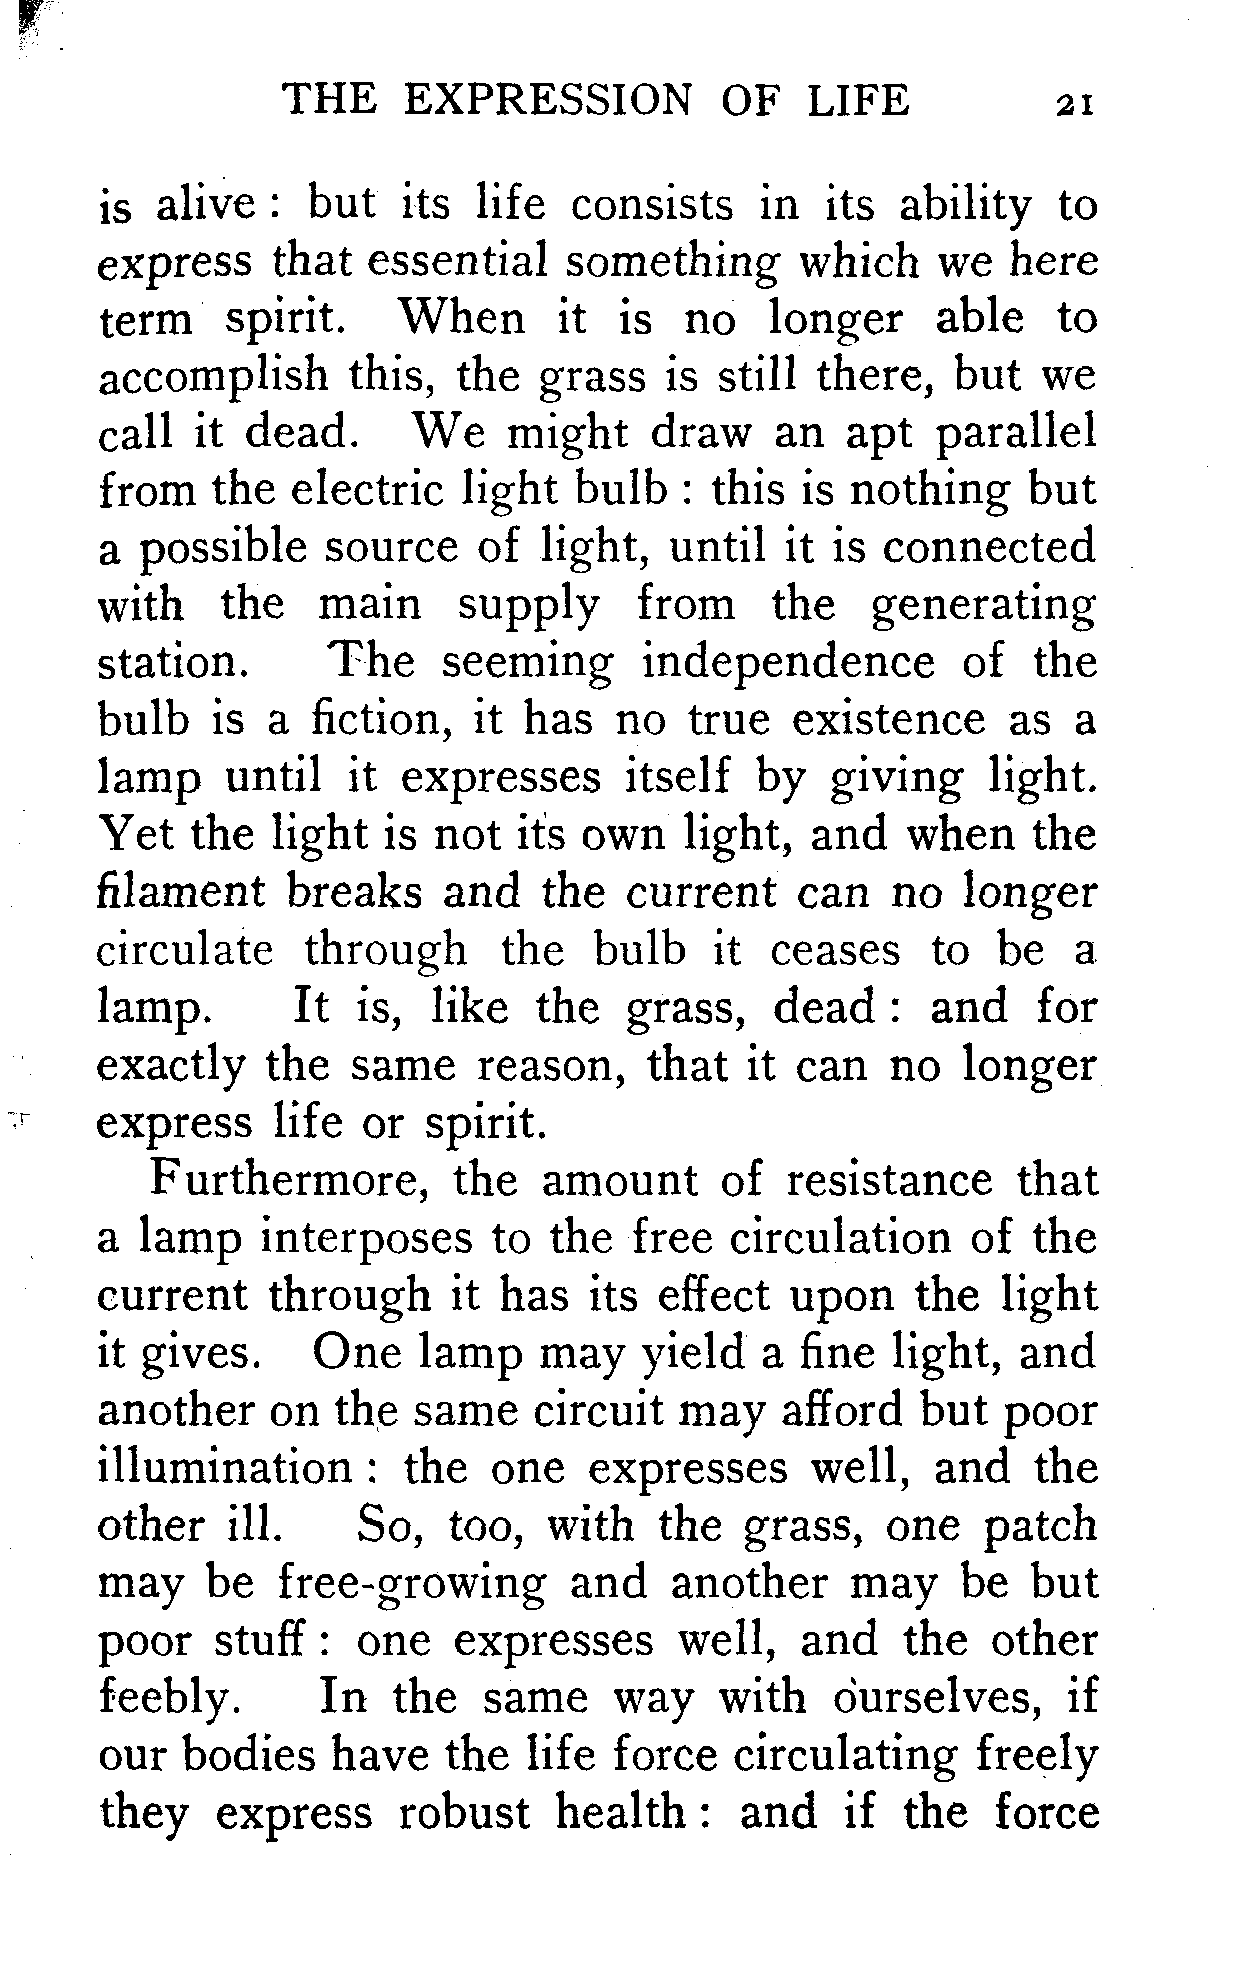 THE EXPRESSION OF LIFE 21
is alive : but its life consists in its ability to
express that essential something which we here
term spirit. When it is no longer able to
accomplish this, the grass is still there, but we
call it dead. We might draw an apt parallel
from the electric light bulb : this is nothing but
a possible source of light, until it is connected
with the main supply from the generating
station. The seeming independence of the
bulb is a fiction, it has no true existence as a
lamp until it expresses itself by giving light.
Yet the light is not its own light, and when the
filament breaks and the current can no longer
circulate through the bulb it ceases to be a
lamp. It is, like the grass, dead : and for
exactly the same reason, that it can no longer
express life or spirit.
Furthermore, the amount of resistance that
a lamp interposes to the free circulation of the
current through it has its effect upon the light
it gives. One lamp may yield a fine light, and
another on the same circuit may afford but poor
illumination : the one expresses well, and the
other ill. So, too, with the grass, one patch
may be free-growing and another may be but
poor stuff : one expresses well, and the other
feebly. In the same way with ourselves, if
our bodies have the life force circulating freely
they express robust health : and if the force